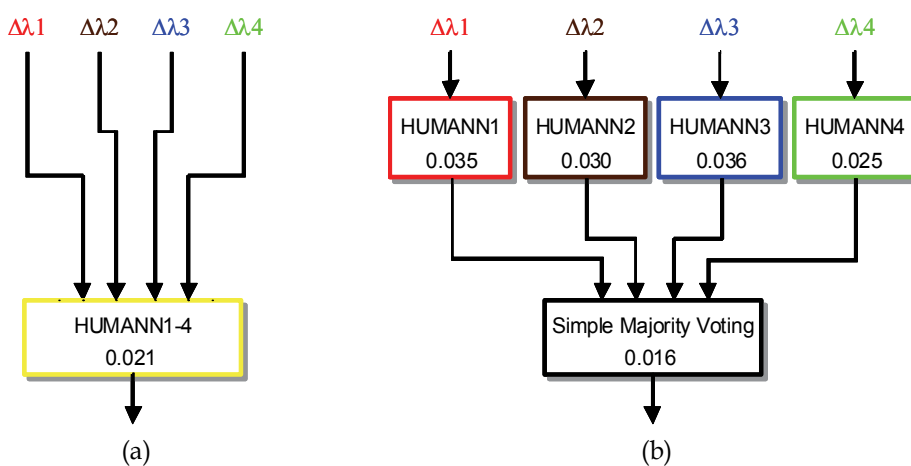 Δλ1 Δλ2 Δλ3 Δλ4
HUMANN1-4
0.021
(a)
Δλ1 Δλ2 Δλ3 Δλ4
HUMANN1 HUMANN2 HUMANN3 HUMANN4
0.035 0.030 0.036 0.025
Simple Majority Voting
0.016
(b)